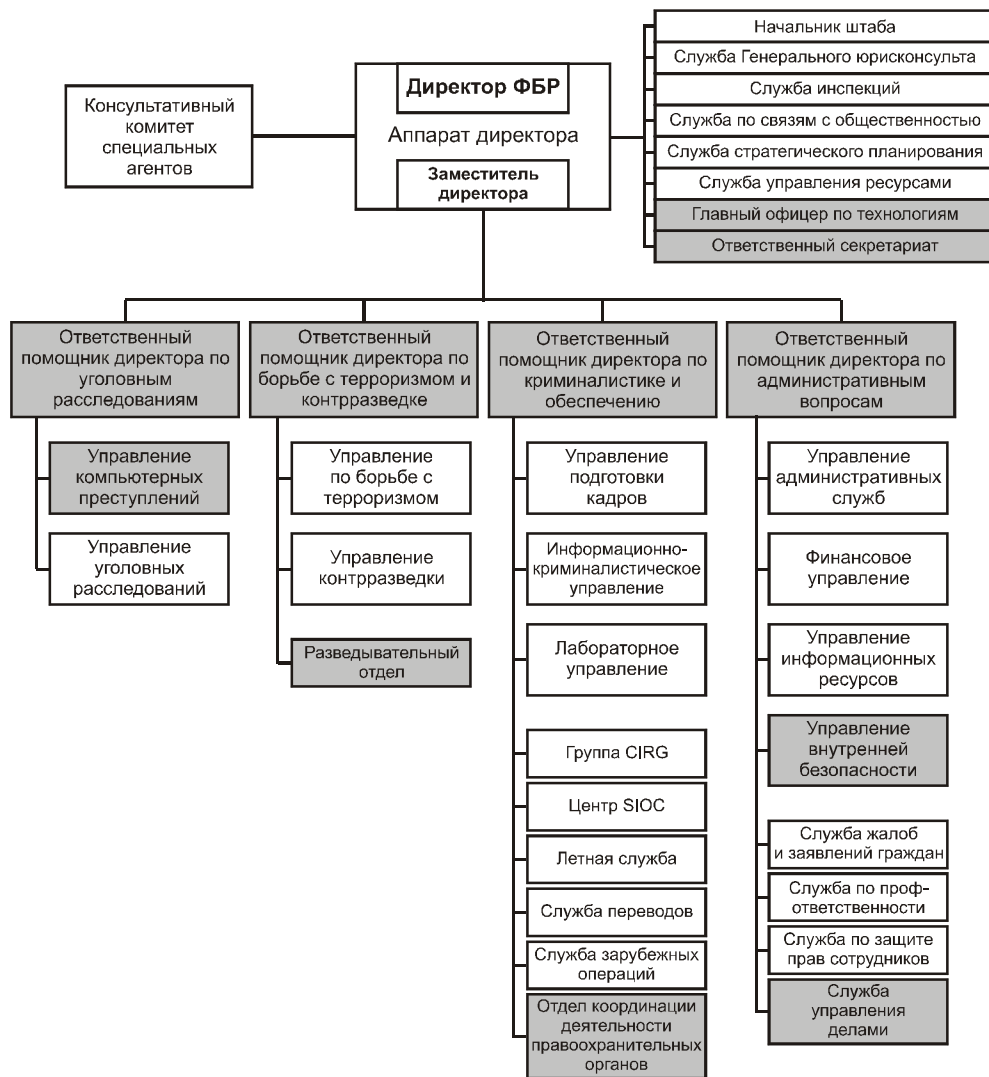 Консультативный
комитет
специальных
агентов
Директор ФБР
Аппарат директора
Заместитель
директора
Начальник штаба
Служба Генерального юрисконсульта
Служба инспекций
Служба по связям с общественностью
Служба стратегического планирования
Служба управления ресурсами
Главный офицер по технологиям
Ответственный секретариат
Ответственный
помощник директора по
уголовным
расследованиям
Управление
компьютерных
преступлений
Управление
уголовных
расследований
Ответственный
помощник директора по
борьбе с терроризмом и
контрразведке
Управление
по борьбе с
терроризмом
Управление
контрразведки
Разведывательный
отдел
Ответственный
помощник директора по
криминалистике и
обеспечению
Управление
подготовки
кадров
Информационно-
криминалистическое
управление
Лабораторное
управление
Группа CIRG
Центр SIOC
Летная служба
Служба переводов
Служба зарубежных
операций
Отдел координации
деятельности
правоохранительных
органов
Ответственный
помощник директора по
административным
вопросам
Управление
административных
служб
Финансовое
управление
Управление
информационных
ресурсов
Управление
внутренней
безопасности
Служба жалоб
и заявлений граждан
Служба по проф-
ответственности
Служба по защите
прав сотрудников
Служба
управления
делами